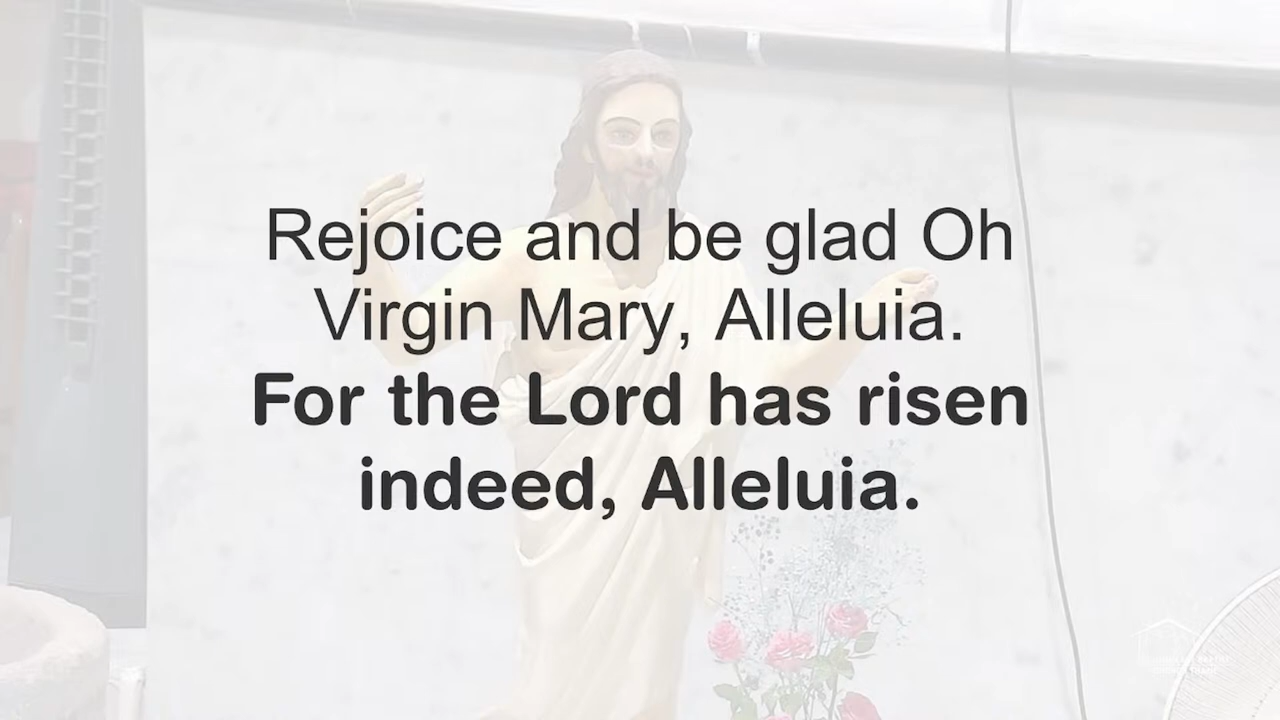 Rejoice and be glad Oh
Virgin Mary, Alleluia.
For the Lord has risen
indeed, Alleluia.